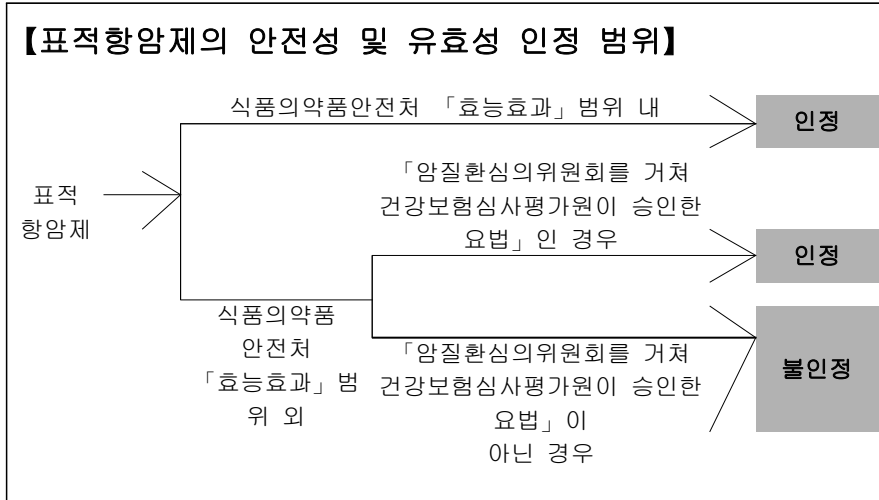 【표적항암제의 안전성 및 유효성 인정 범위】
식품의약품안전처 「효능효과」범위 내
인정
표적
항암제
「암질환심의위원회를 거쳐
건강보험심사평가원이 승인한
요법」인 경우
인정
식품의약품
안전처
「효능효과」범
위 외
「암질환심의위원회를 거쳐
건강보험심사평가원이 승인한
요법」이
아닌 경우
불인정